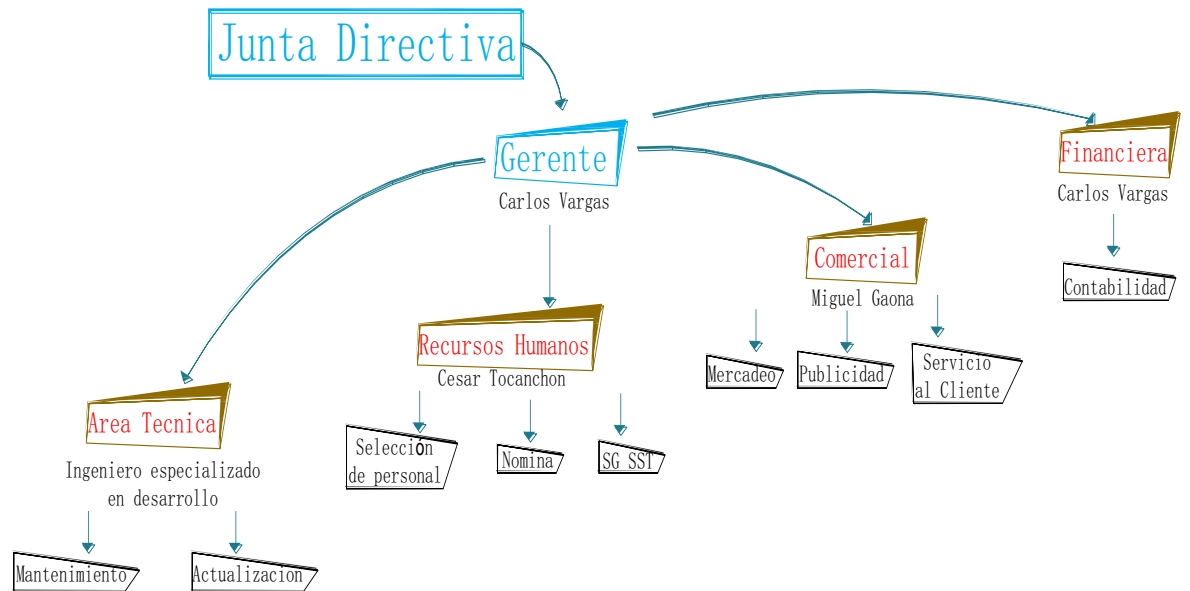 Junta Directiva
Gerente
Carlos Vargas
Financiera
Carlos Vargas
Contabilidad
Comercial
Miguel Gaona
Mercadeo
Publicidad
Servicio
al Cliente
Recursos Humanos
Cesar Tocanchon
Selección
de personal
Nomina
SG SST
Area Tecnica
Ingeniero especializado
en desarrollo
Mantenimiento
Actualizacion